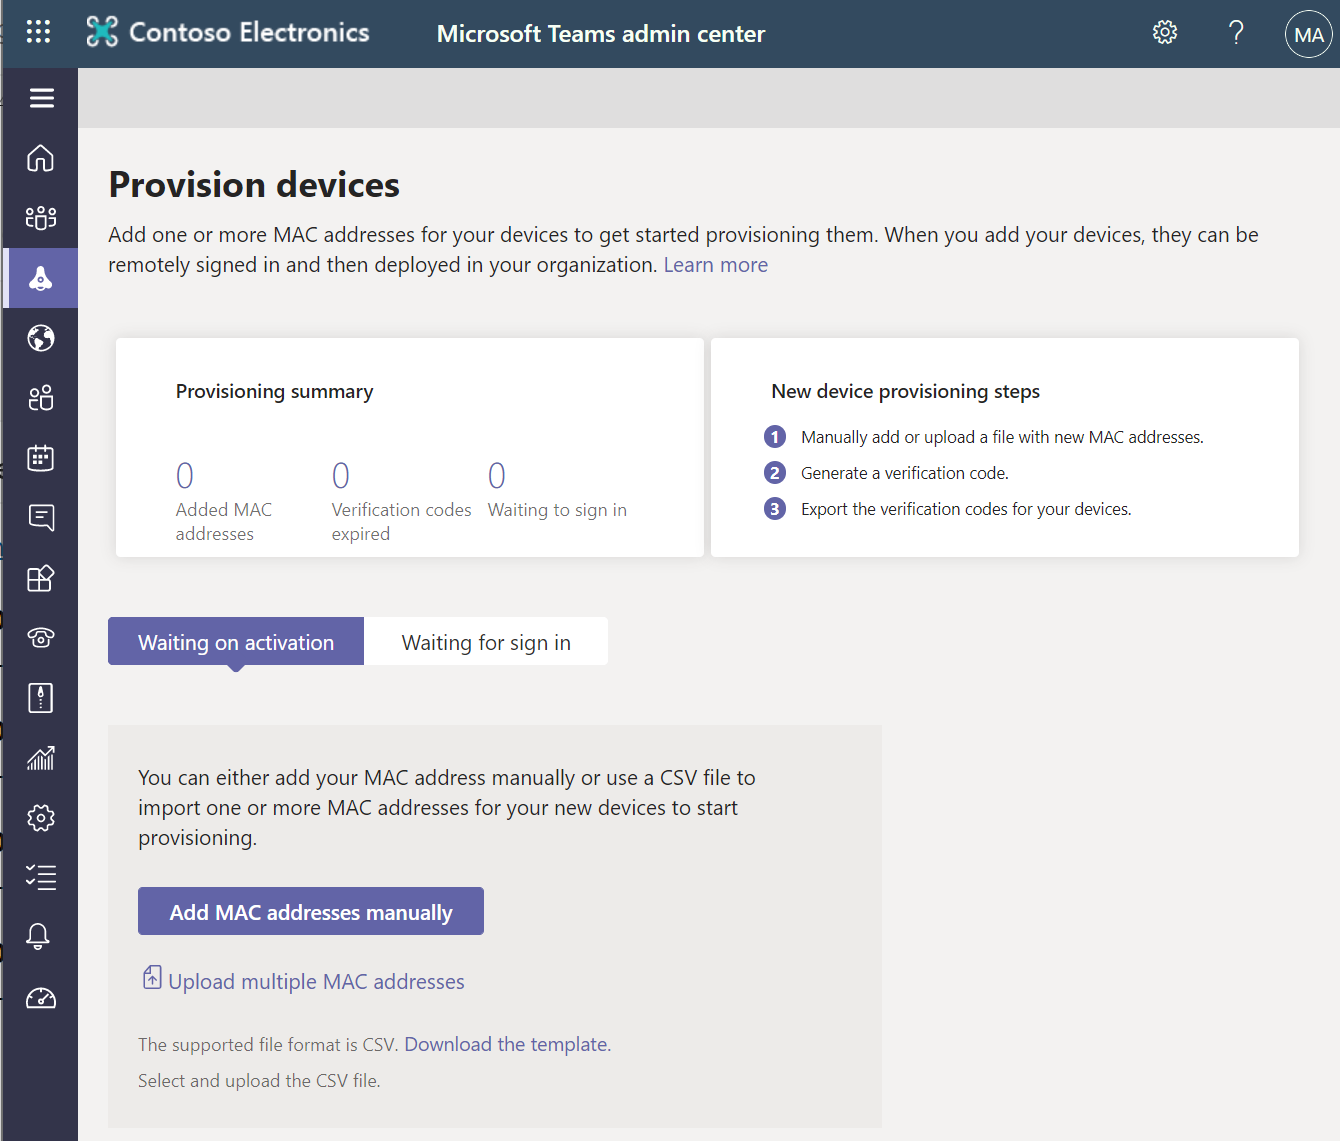 Contoso Electronics
Microsoft Teams admin center
?
MA
Provision devices
Add one or more MAC addresses for your devices to get started provisioning them. When you add your devices, they can be
remotely signed in and then deployed in your organization. Learn more
Provisioning summary
0
Added MAC
addresses
0
Verification codes
expired
0
Waiting to sign in
New device provisioning steps
1 Manually add or upload a file with new MAC addresses.
2 Generate a verification code.
3 Export the verification codes for your devices.
Waiting on activation
Waiting for sign in
You can either add your MAC address manually or use a CSV file to
import one or more MAC addresses for your new devices to start
provisioning.
Add MAC addresses manually
Upload multiple MAC addresses
The supported file format is CSV. Download the template.
Select and upload the CSV file.